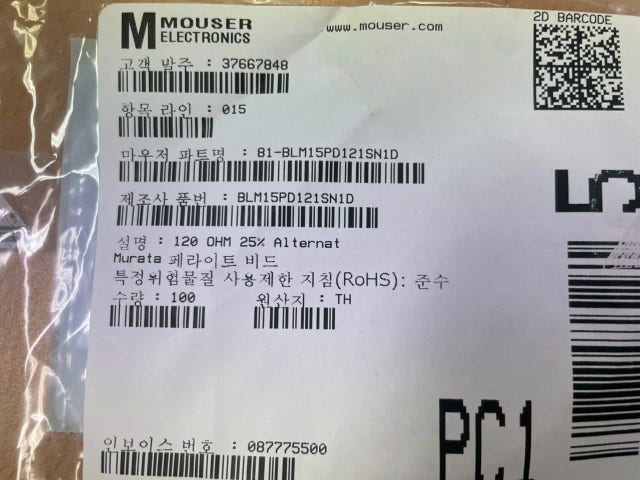 MOUSER ELECTRONICS
www.mouser.com
2D BARCODE
고객 발주 : 37667848
항목 라인 : 015
마우저 파트명 : 81-BLM15PD121SN1D
제조사 품번 : BLM15PD121SN1D
설명 : 120 OHM 25% Alternat
Murata 페라이트 비드
특정위험물질 사용제한 지침(RoHS): 준수
수량 : 100 원산지 : TH
인보이스 번호 : 087775500
5
PC1